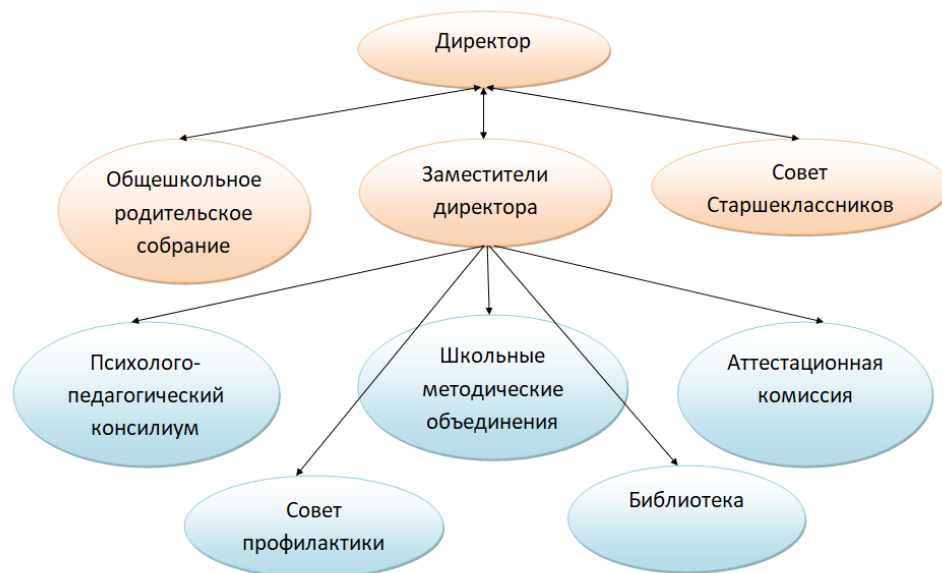 Директор
Общешкольное
родительское
собрание
Заместители
директора
Совет
Старшеклассников
Психолого-
педагогический
консилиум
Школьные
методические
объединения
Аттестационная
комиссия
Совет
профилактики
Библиотека